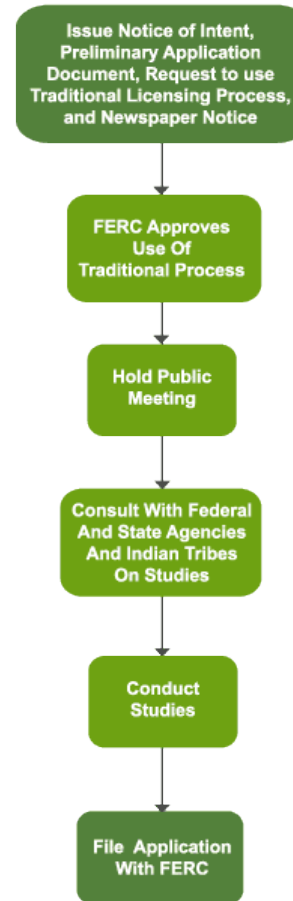 Issue Notice of Intent,
Preliminary Application
Document, Request to use
Traditional Licensing Process,
and Newspaper Notice
FERC Approves
Use Of
Traditional Process
Hold Public
Meeting
Consult With Federal
And State Agencies
And Indian Tribes
On Studies
Conduct
Studies
File Application
With FERC